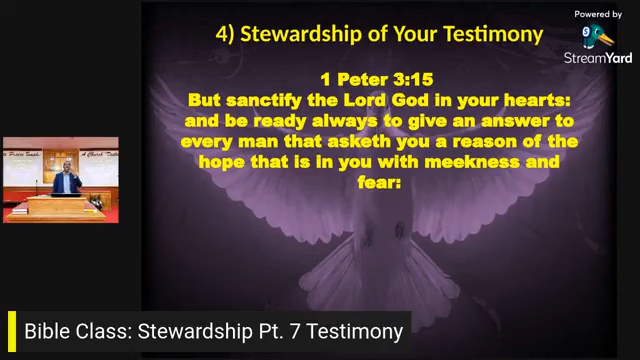 Powered by
StreamYard
4) Stewardship of Your Testimony
1 Peter 3:15
But sanctify the Lord God in your hearts:
and be ready always to give an answer to
every man that asketh you a reason of the
hope that is in you with meekness and
fear:
Bible Class: Stewardship Pt. 7 Testimony